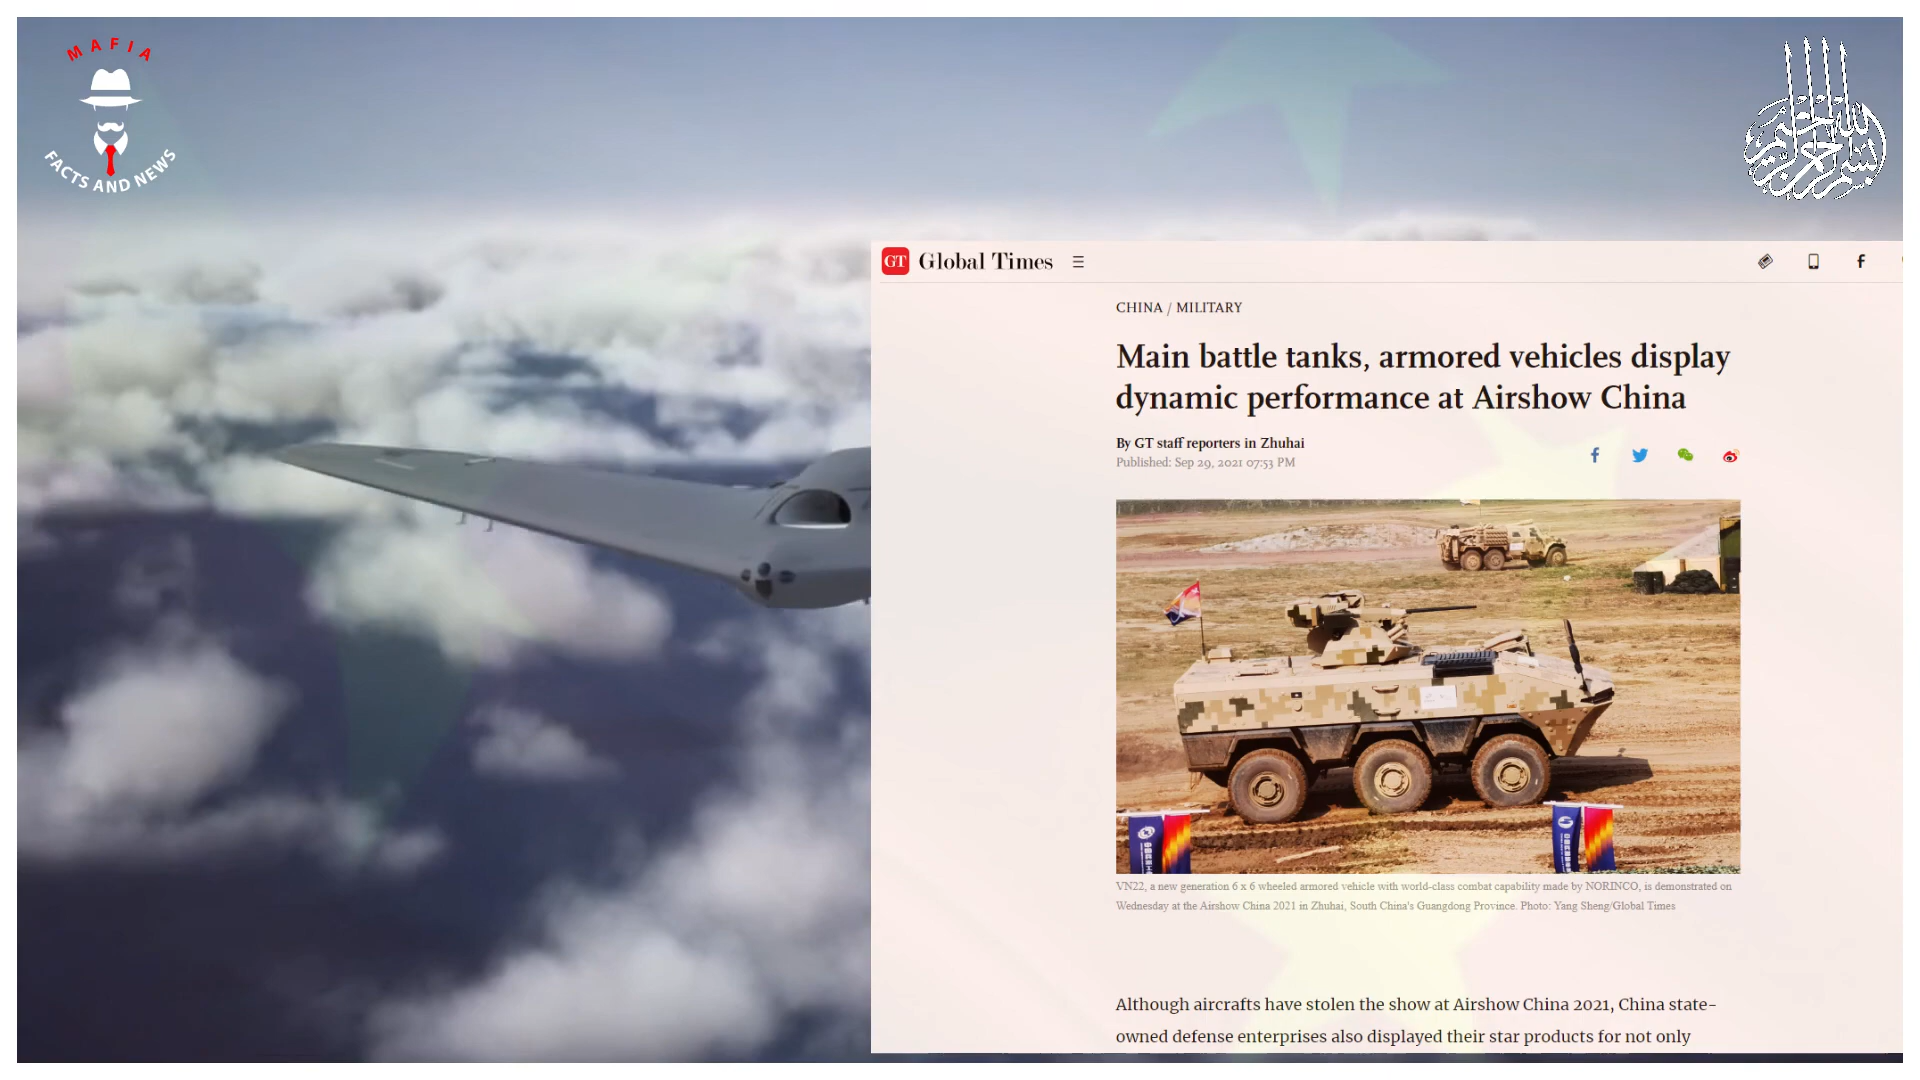 MAFIA
FACTS AND NEWS
GT Global Times
CHINA / MILITARY
Main battle tanks, armored vehicles display
dynamic performance at Airshow China
By GT staff reporters in Zhuhai
Published: Sep 29, 2021 07:53 PM
VN22, a new generation 6 x 6 wheeled armored vehicle with world-class combat capability made by NORINCO, is demonstrated on
Wednesday at the Airshow China 2021 in Zhuhai, South China's Guangdong Province. Photo: Yang Sheng/Global Times
Although aircrafts have stolen the show at Airshow China 2021, China state-
owned defense enterprises also displayed their star products for not only